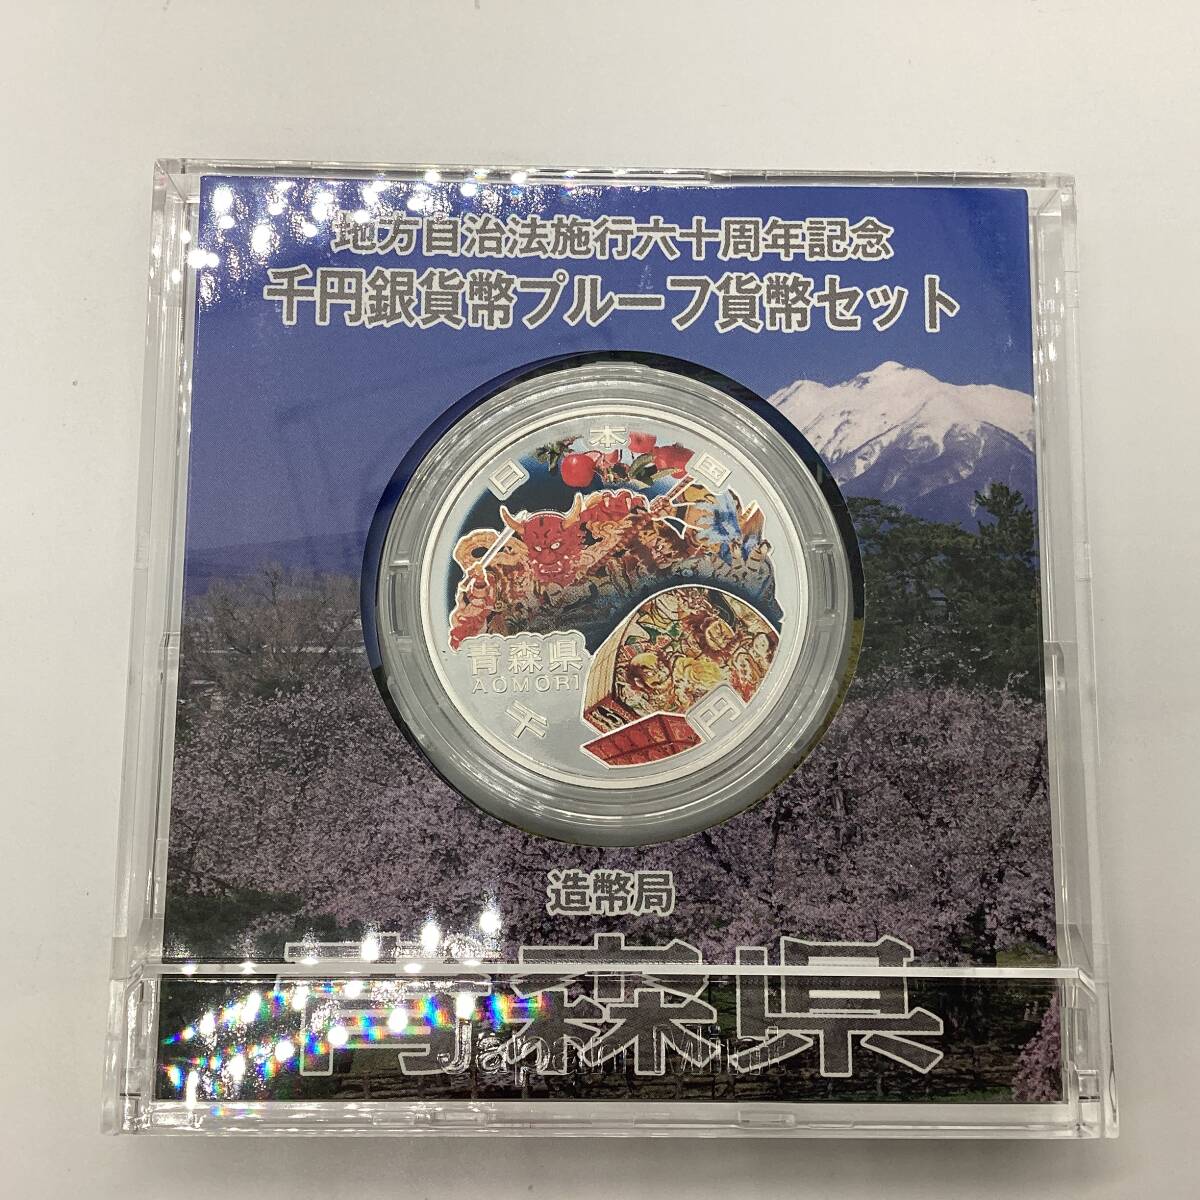 地方自治法施行六十周年記念
千円銀貨幣プルーフ貨幣セット
日本国
青森県
AOMORI
千円
造幣局
青森県
Japan Mint